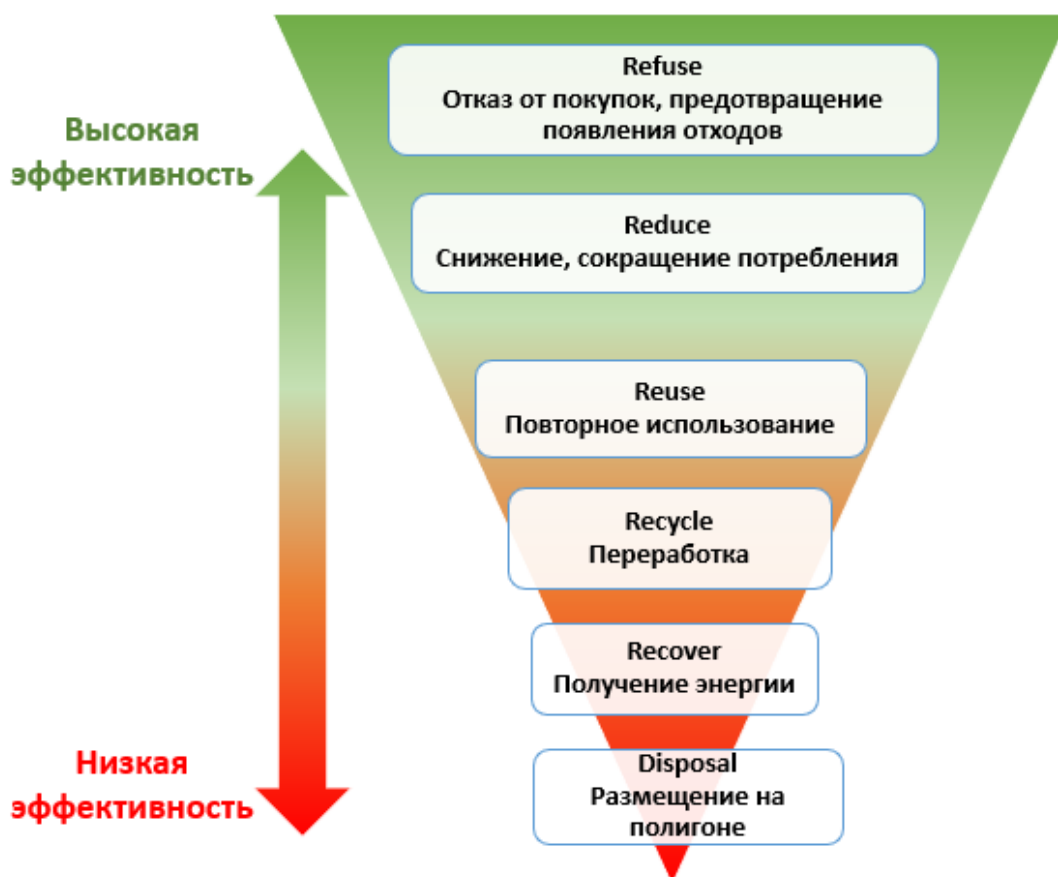 Refuse
Отказ от покупок, предотвращение
появления отходов
Высокая
эффективность
Reduce
Снижение, сокращение потребления
Reuse
Повторное использование
Recycle
Переработка
Recover
Получение энергии
Низкая
эффективность
Disposal
Размещение на
полигоне